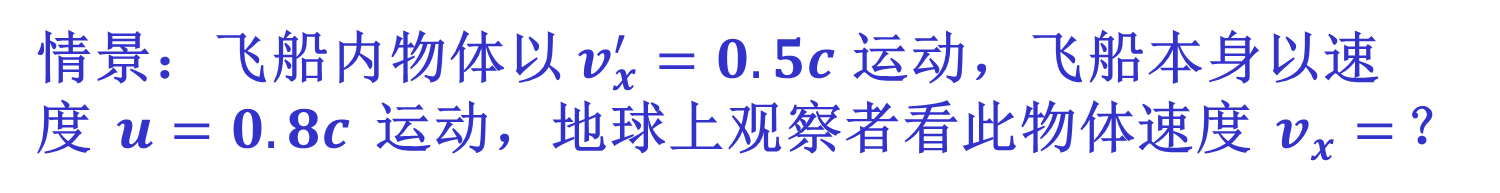 情景：飞船内物体以 v′ₓ = 0.5c 运动，飞船本身以速
度 u = 0.8c 运动，地球上观察者看此物体速度 vₓ =？